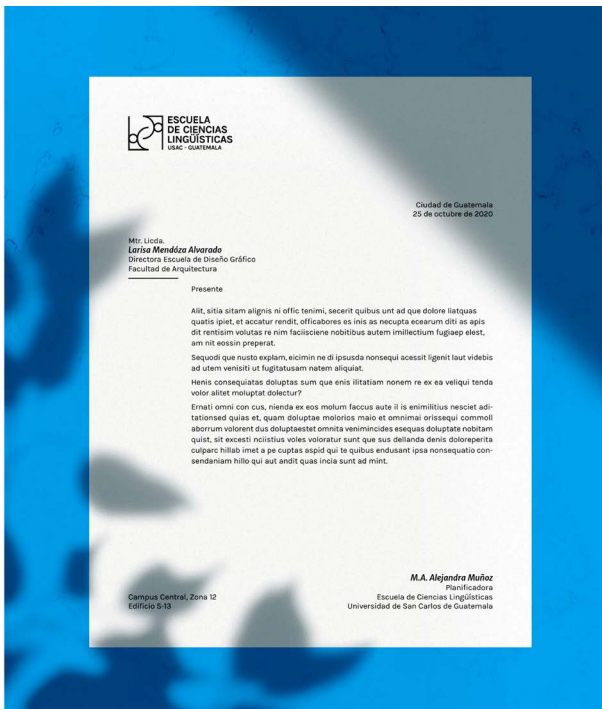 ESCUELA
DE CIENCIAS
LINGÜÍSTICAS
USAC - GUATEMALA
Ciudad de Guatemala
25 de octubre de 2020
Mtr. Licda.
Larisa Mendóza Alvarado
Directora Escuela de Diseño Gráfico
Facultad de Arquitectura
Presente
Alit, sitia sitam alignis ni offic tenimi, secerit quibus unt ad que dolore liatquas
quatis ipiet, et accatur rendit, officabores es inis as necupta ecearum diti as apis
dit rentisim volutas re nim faciisciene nobitibus autem imillectium fugiaep elest,
am nit eossin preperat.
Sequodi que nusto explam, eicimin ne di ipsusda nonsequi acessit ligenit laut videbis
ad utem venisiti ut fugitatusam natem aliquiat.
Henis consequiatas doluptas sum que enis ilitatiam nonem re ex ea veliqui tenda
volor alitet moluptat dolectur?
Ernati omni con cus, nienda ex eos molum faccus aute il is enimilitius nesciet adi-
tationsed quias et, quam doluptae molorios maio et omnimai orissequi commoll
aborrum volorent dus doluptaestet omnita venimincides esequas doluptate nobitam
quist, sit excesti nciistius voles voloratur sunt que sus dellanda denis doloreperita
culparc hillab imet a pe cuptas aspid qui te quibus endusant ipsa nonsequatio con-
sendaniam hillo qui aut andit quas incia sunt ad mint.
M.A. Alejandra Muñoz
Planificadora
Escuela de Ciencias Lingüísticas
Universidad de San Carlos de Guatemala
Campus Central, Zona 12
Edificio S-13